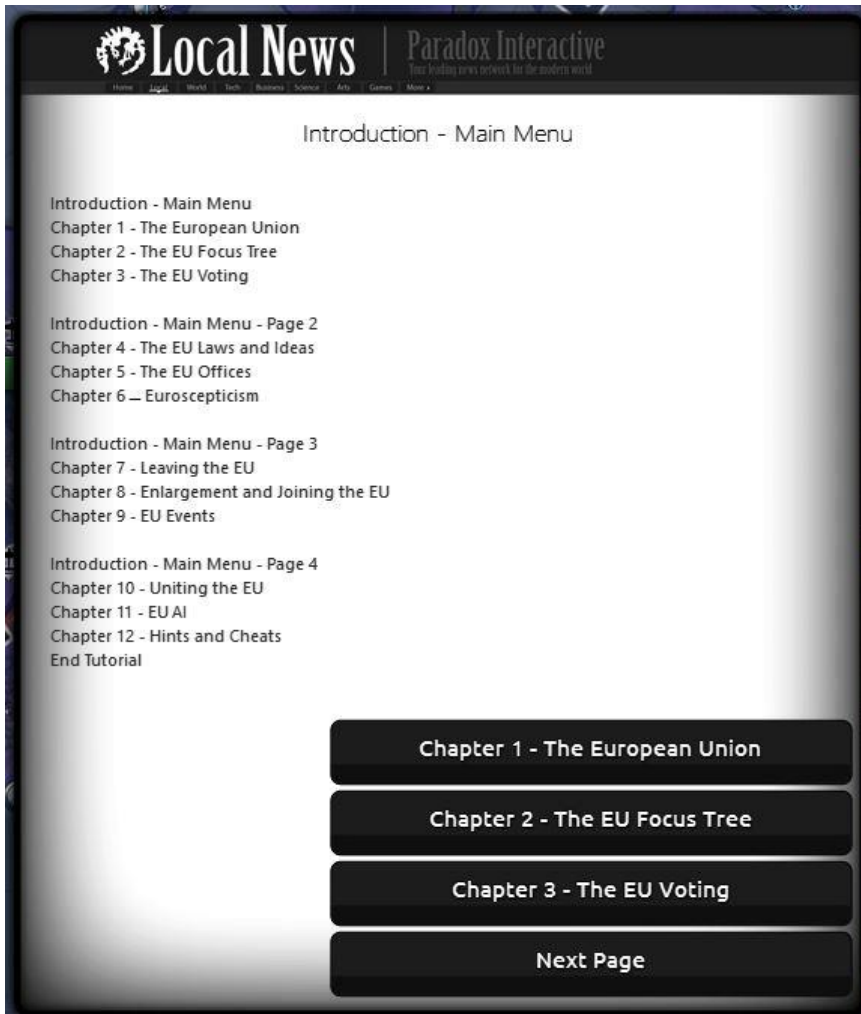 Local News
Paradox Interactive
Your leading news network for the modern world
Home Local World Tech Business Science Arts Games More
Introduction - Main Menu
Introduction - Main Menu
Chapter 1 - The European Union
Chapter 2 - The EU Focus Tree
Chapter 3 - The EU Voting
Introduction - Main Menu - Page 2
Chapter 4 - The EU Laws and Ideas
Chapter 5 - The EU Offices
Chapter 6 – Euroscepticism
Introduction - Main Menu - Page 3
Chapter 7 - Leaving the EU
Chapter 8 - Enlargement and Joining the EU
Chapter 9 - EU Events
Introduction - Main Menu - Page 4
Chapter 10 - Uniting the EU
Chapter 11 - EU AI
Chapter 12 - Hints and Cheats
End Tutorial
Chapter 1 - The European Union
Chapter 2 - The EU Focus Tree
Chapter 3 - The EU Voting
Next Page